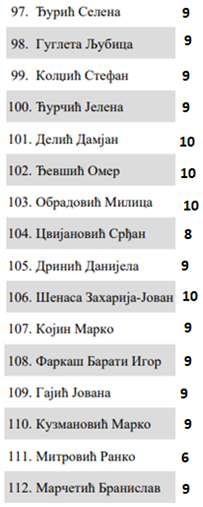 97. Ђурић Селена 9
98. Гуглета Љубица 9
99. Колџић Стефан 9
100. Ћурчић Јелена 9
101. Делић Дамјан 10
102. Ћевшић Омер 10
103. Обрадовић Милица 10
104. Цвијановић Срђан 8
105. Дринић Данијела 9
106. Шенаса Захарија-Јован 10
107. Којин Марко 9
108. Фаркаш Барати Игор 9
109. Гајић Јована 9
110. Кузмановић Марко 9
111. Митровић Ранко 6
112. Марчетић Бранислав 9